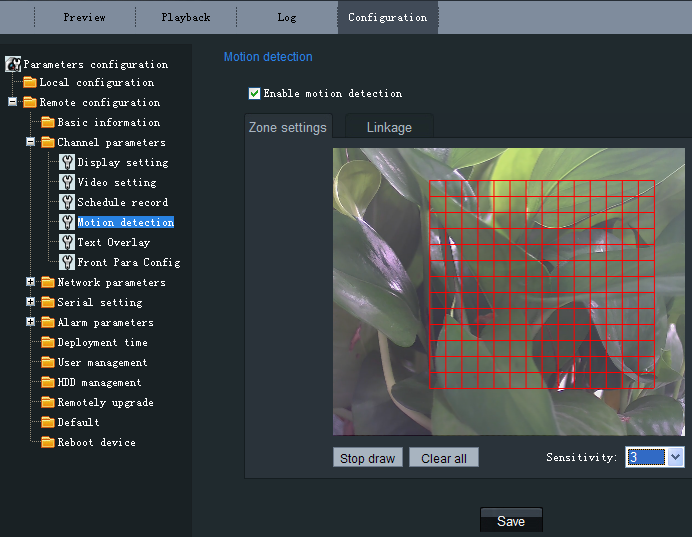 Preview Playback Log Configuration
Parameters configuration
Local configuration
Remote configuration
Basic information
Channel parameters
Display setting
Video setting
Schedule record
Motion detection
Text Overlay
Front Para Config
Network parameters
Serial setting
Alarm parameters
Deployment time
User management
HDD management
Remotely upgrade
Default
Reboot device
Motion detection
Enable motion detection
Zone settings Linkage
Stop draw Clear all Sensitivity: 3
Save